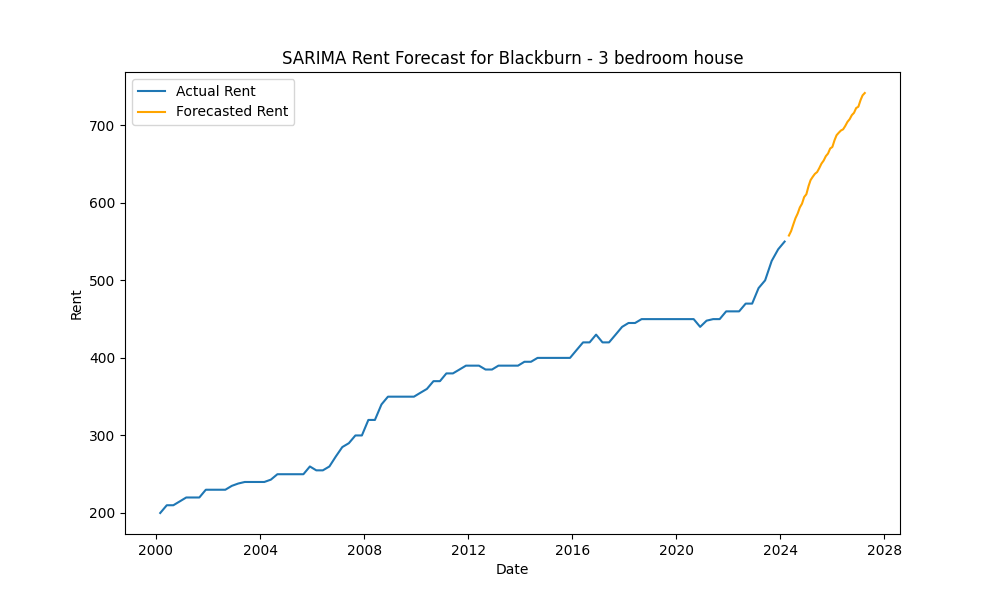 SARIMA Rent Forecast for Blackburn - 3 bedroom house
Actual Rent
Forecasted Rent
700
600
500
400
300
200
Rent
2000 2004 2008 2012 2016 2020 2024 2028
Date